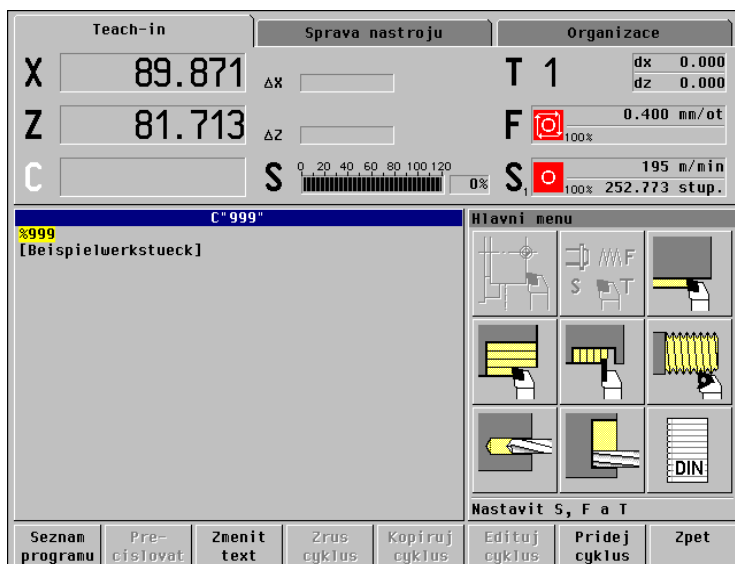 Teach-in Sprava nastroju Organizace
X 89.871 ΔX T 1 dx 0.000
dz 0.000
Z 81.713 ΔZ F 100% 0.400 mm/ot
C S 0 20 40 60 80 100 120 0% S1 100% 195 m/min
252.773 stup.
C"999" Hlavni menu
%999
[Beispielwerkstueck]
F
S T
DIN
Nastavit S, F a T
Seznam programu Pre-cislovat Zmenit text Zrus cyklus Kopiruj cyklus Edituj cyklus Pridej cyklus Zpet